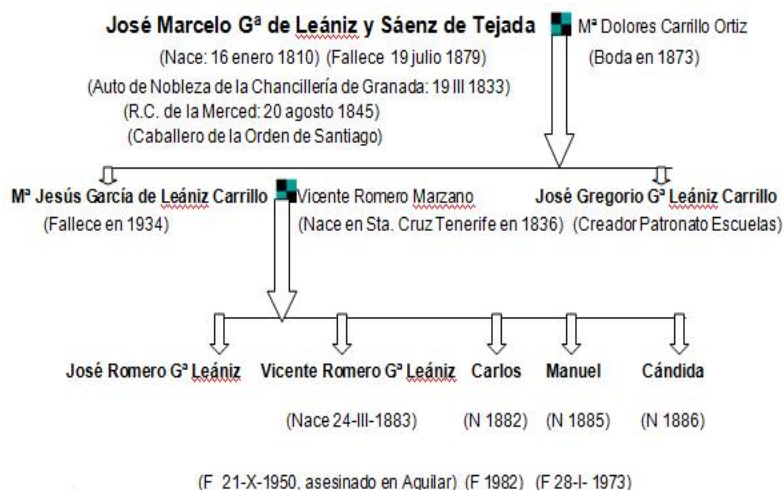 José Marcelo Gª de Leániz y Sáenz de Tejada Mª Dolores Carrillo Ortiz
(Nace: 16 enero 1810) (Fallece 19 julio 1879) (Boda en 1873)
(Auto de Nobleza de la Chancillería de Granada: 19 III 1833)
(R.C. de la Merced: 20 agosto 1845)
(Caballero de la Orden de Santiago)
Mª Jesús García de Leániz Carrillo Vicente Romero Marzano José Gregorio Gª Leániz Carrillo
(Fallece en 1934) (Nace en Sta. Cruz Tenerife en 1836) (Creador Patronato Escuelas)
José Romero Gª Leániz Vicente Romero Gª Leániz Carlos Manuel Cándida
(Nace 24-III-1883) (N 1882) (N 1885) (N 1886)
(F 21-X-1950, asesinado en Aguilar) (F 1982) (F 28-I- 1973)